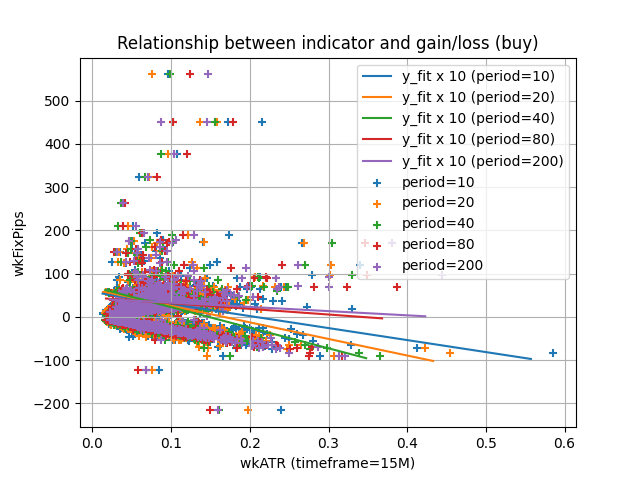 Relationship between indicator and gain/loss (buy)
y_fit x 10 (period=10)
y_fit x 10 (period=20)
y_fit x 10 (period=40)
y_fit x 10 (period=80)
y_fit x 10 (period=200)
period=10
period=20
period=40
period=80
period=200
wkFixPips
500
400
300
200
100
0
−100
−200
0.0 0.1 0.2 0.3 0.4 0.5 0.6
wkATR (timeframe=15M)